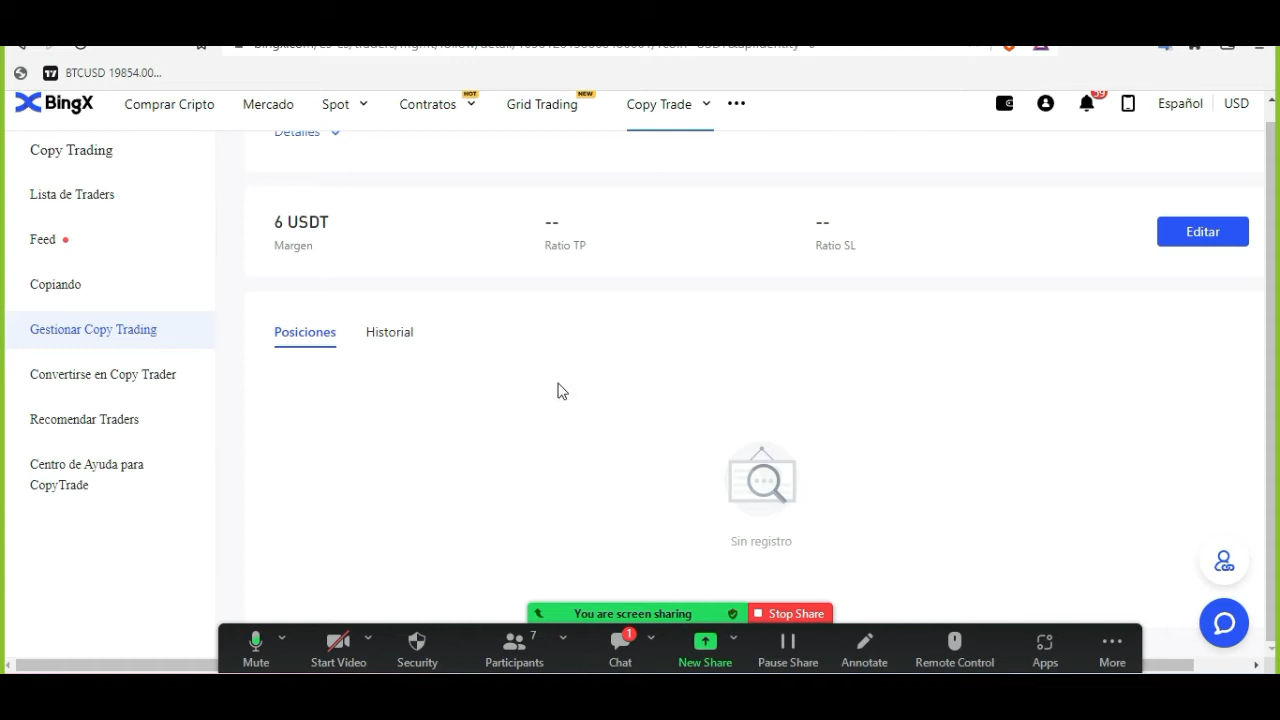 BTCUSD 19854.00...
BingX
Comprar Cripto
Mercado
Spot
Contratos
HOT
Grid Trading
NEW
Copy Trade
59
Español
USD
Detalles
Copy Trading
Lista de Traders
Feed
Copiando
Gestionar Copy Trading
Convertirse en Copy Trader
Recomendar Traders
Centro de Ayuda para
CopyTrade
6 USDT
Margen
--
Ratio TP
--
Ratio SL
Editar
Posiciones
Historial
Sin registro
You are screen sharing
Stop Share
Mute
Start Video
Security
7
Participants
1
Chat
New Share
Pause Share
Annotate
Remote Control
Apps
More